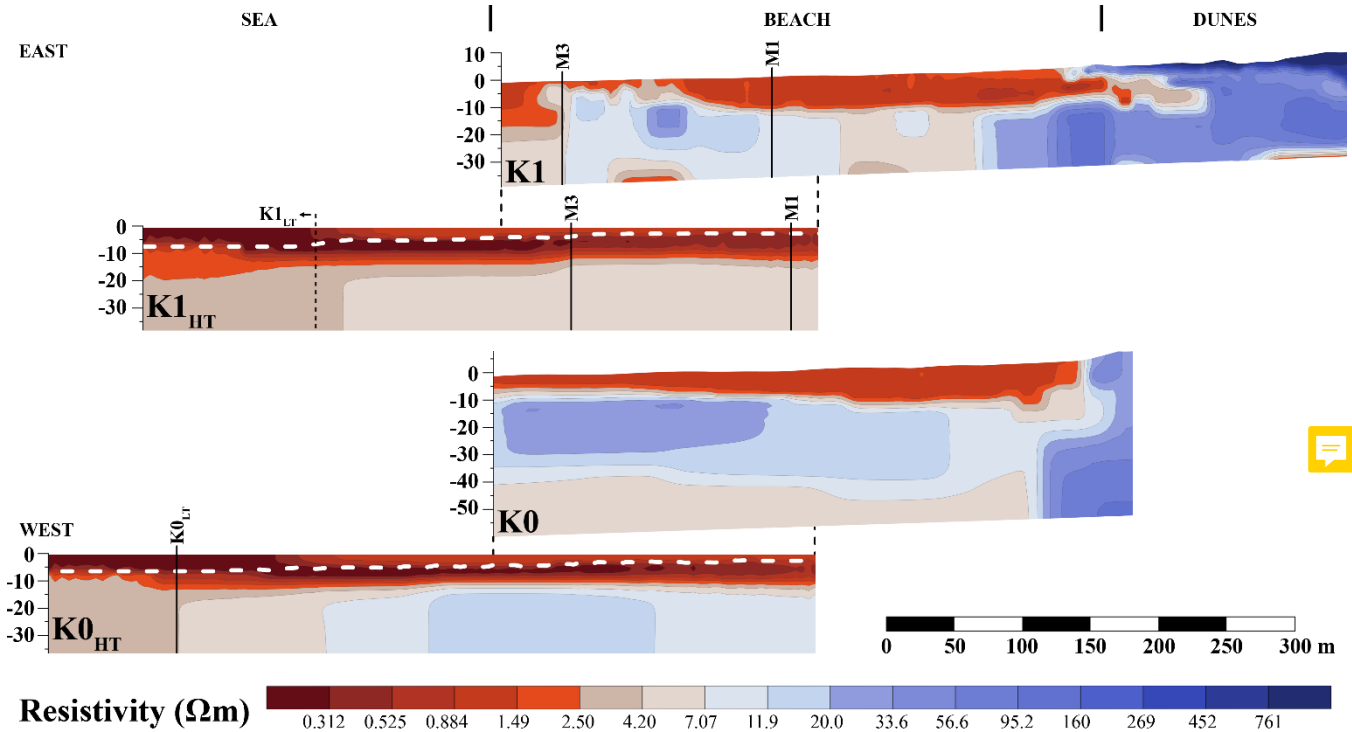 SEA | BEACH | DUNES
EAST
10
0
-10
-20
-30
M3
M1
K1
K1LT
M3
M1
0
-10
-20
-30
K1HT
0
-10
-20
-30
-40
-50
K0
WEST
K0LT
0
-10
-20
-30
K0HT
0 50 100 150 200 250 300 m
Resistivity (Ωm)
0.312 0.525 0.884 1.49 2.50 4.20 7.07 11.9 20.0 33.6 56.6 95.2 160 269 452 761